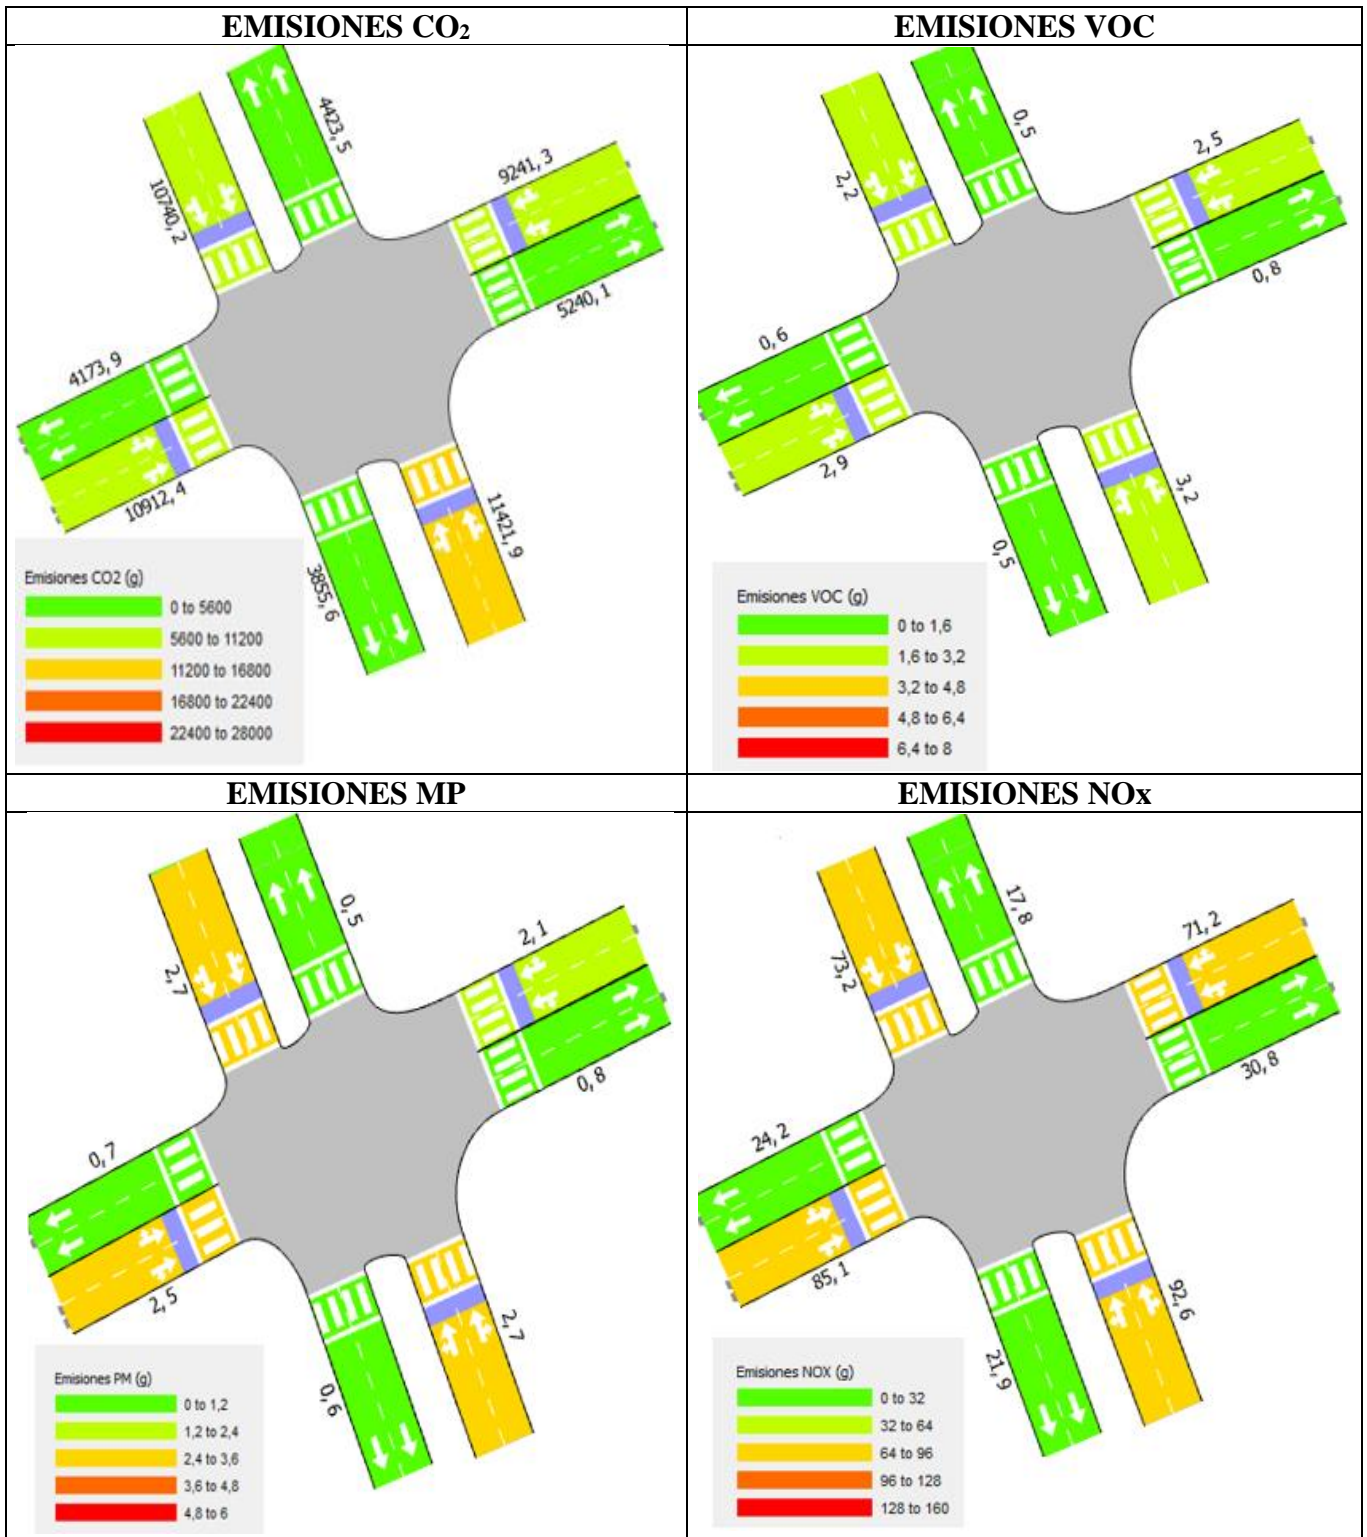 EMISIONES CO₂
4423, 5
9241, 3
10740, 2
5240, 1
4173, 9
10912, 4
11421, 9
3855, 6
Emisiones CO2 (g)
0 to 5600
5600 to 11200
11200 to 16800
16800 to 22400
22400 to 28000
EMISIONES VOC
0, 5
2, 5
2, 2
0, 8
0, 6
2, 9
3, 2
0, 5
Emisiones VOC (g)
0 to 1,6
1,6 to 3,2
3,2 to 4,8
4,8 to 6,4
6,4 to 8
EMISIONES MP
0, 5
2, 1
2, 7
0, 8
0, 7
2, 5
2, 7
0, 6
Emisiones PM (g)
0 to 1,2
1,2 to 2,4
2,4 to 3,6
3,6 to 4,8
4,8 to 6
EMISIONES NOx
17, 8
71, 2
73, 2
30, 8
24, 2
85, 1
92, 6
21, 9
Emisiones NOX (g)
0 to 32
32 to 64
64 to 96
96 to 128
128 to 160